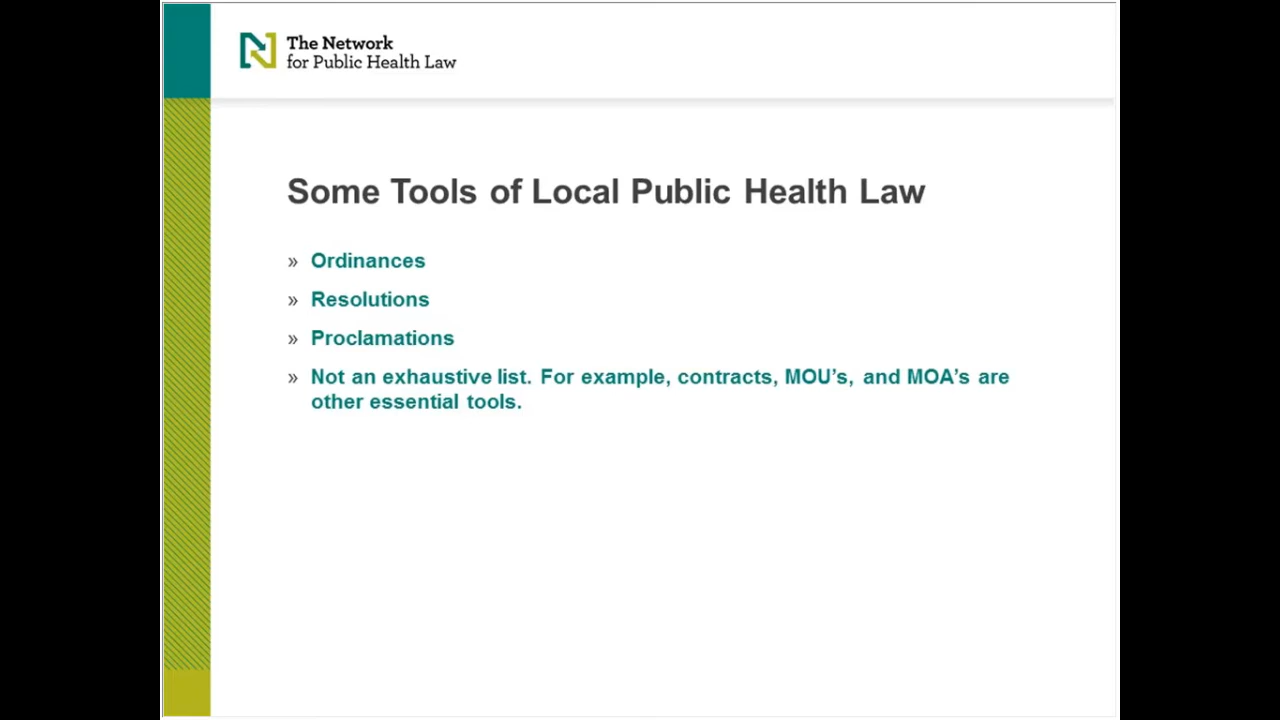 The Network
for Public Health Law
Some Tools of Local Public Health Law
» Ordinances
» Resolutions
» Proclamations
» Not an exhaustive list. For example, contracts, MOU’s, and MOA’s are
other essential tools.